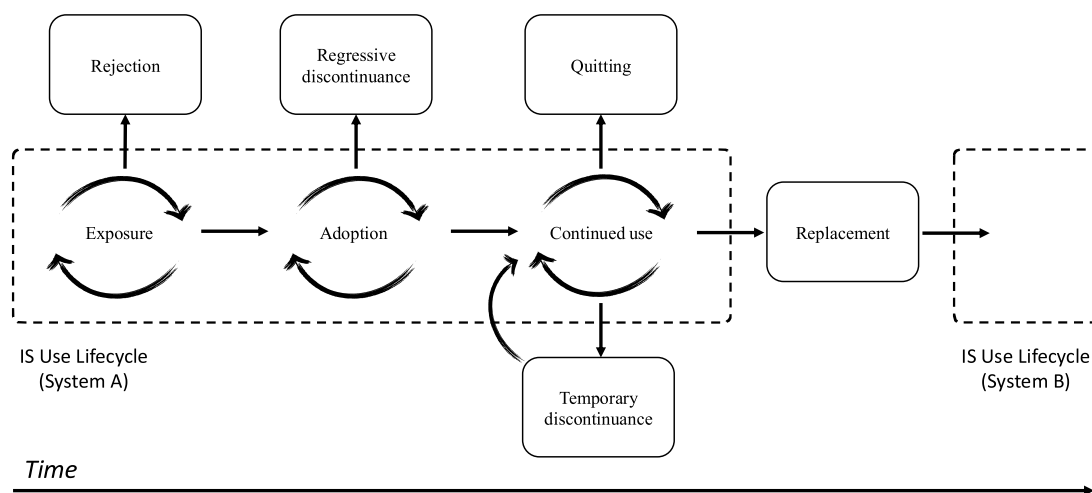 Rejection
Regressive
discontinuance
Quitting
Exposure
Adoption
Continued use
Replacement
IS Use Lifecycle
(System A)
IS Use Lifecycle
(System B)
Temporary
discontinuance
Time